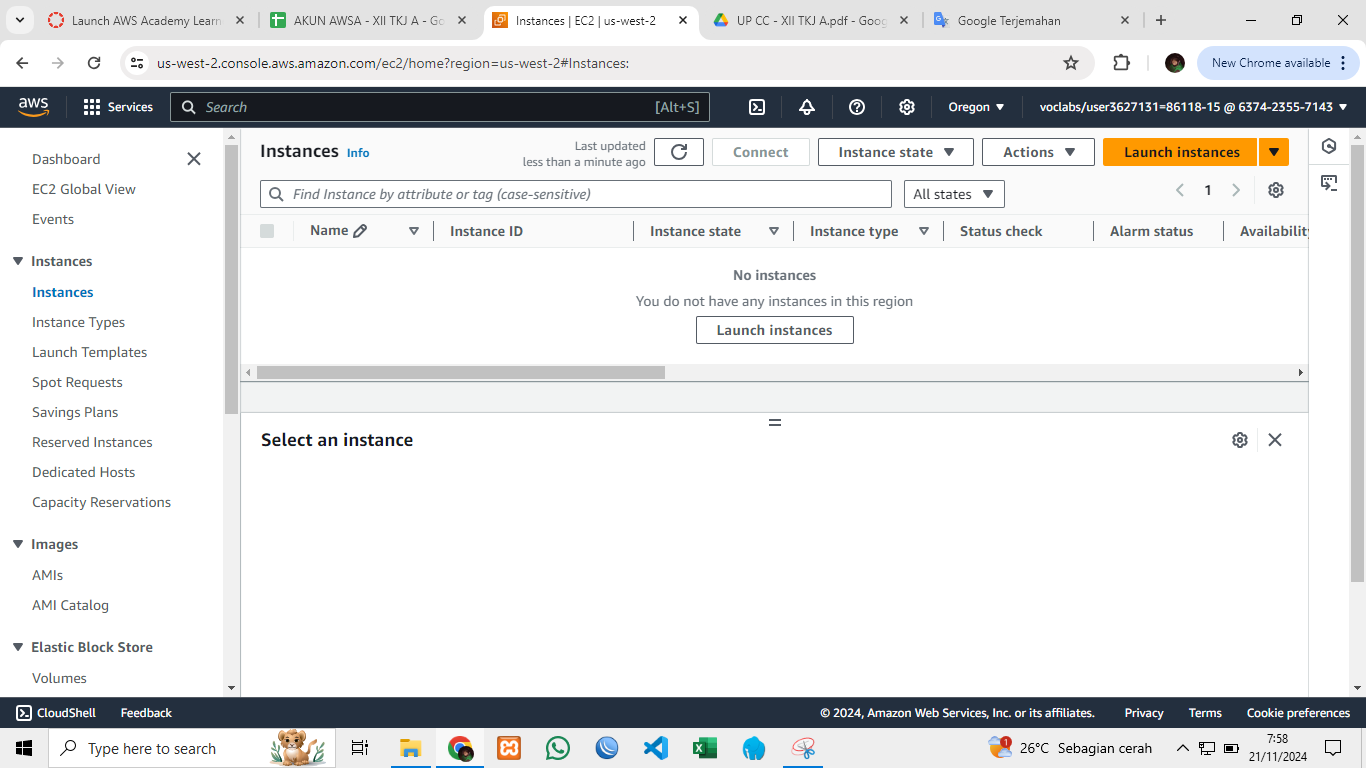 Launch AWS Academy Learn
AKUN AWSA - XII TKJ A - Go
Instances | EC2 | us-west-2
UP CC - XII TKJ A.pdf - Goog
Google Terjemahan
us-west-2.console.aws.amazon.com/ec2/home?region=us-west-2#Instances:
New Chrome available
aws
Services
Search
[Alt+S]
Oregon
voclabs/user3627131=86118-15 @ 6374-2355-7143
Dashboard
EC2 Global View
Events
Instances
Instances
Instance Types
Launch Templates
Spot Requests
Savings Plans
Reserved Instances
Dedicated Hosts
Capacity Reservations
Images
AMIs
AMI Catalog
Elastic Block Store
Volumes
Instances Info
Last updated
less than a minute ago
Connect
Instance state
Actions
Launch instances
Find Instance by attribute or tag (case-sensitive)
All states
1
Name
Instance ID
Instance state
Instance type
Status check
Alarm status
Availability
No instances
You do not have any instances in this region
Launch instances
Select an instance
CloudShell
Feedback
© 2024, Amazon Web Services, Inc. or its affiliates.
Privacy
Terms
Cookie preferences
Type here to search
1
26°C Sebagian cerah
7:58
21/11/2024